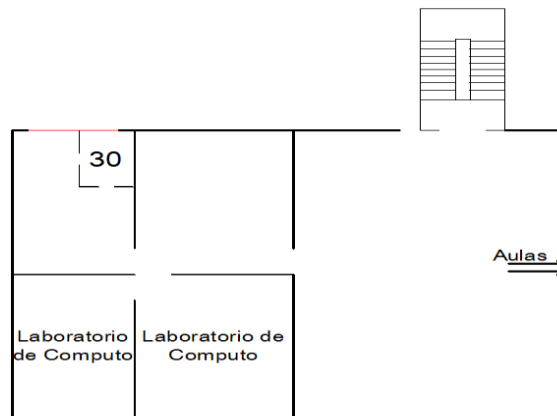 30
Aulas
Laboratorio
de Computo
Laboratorio de
Computo